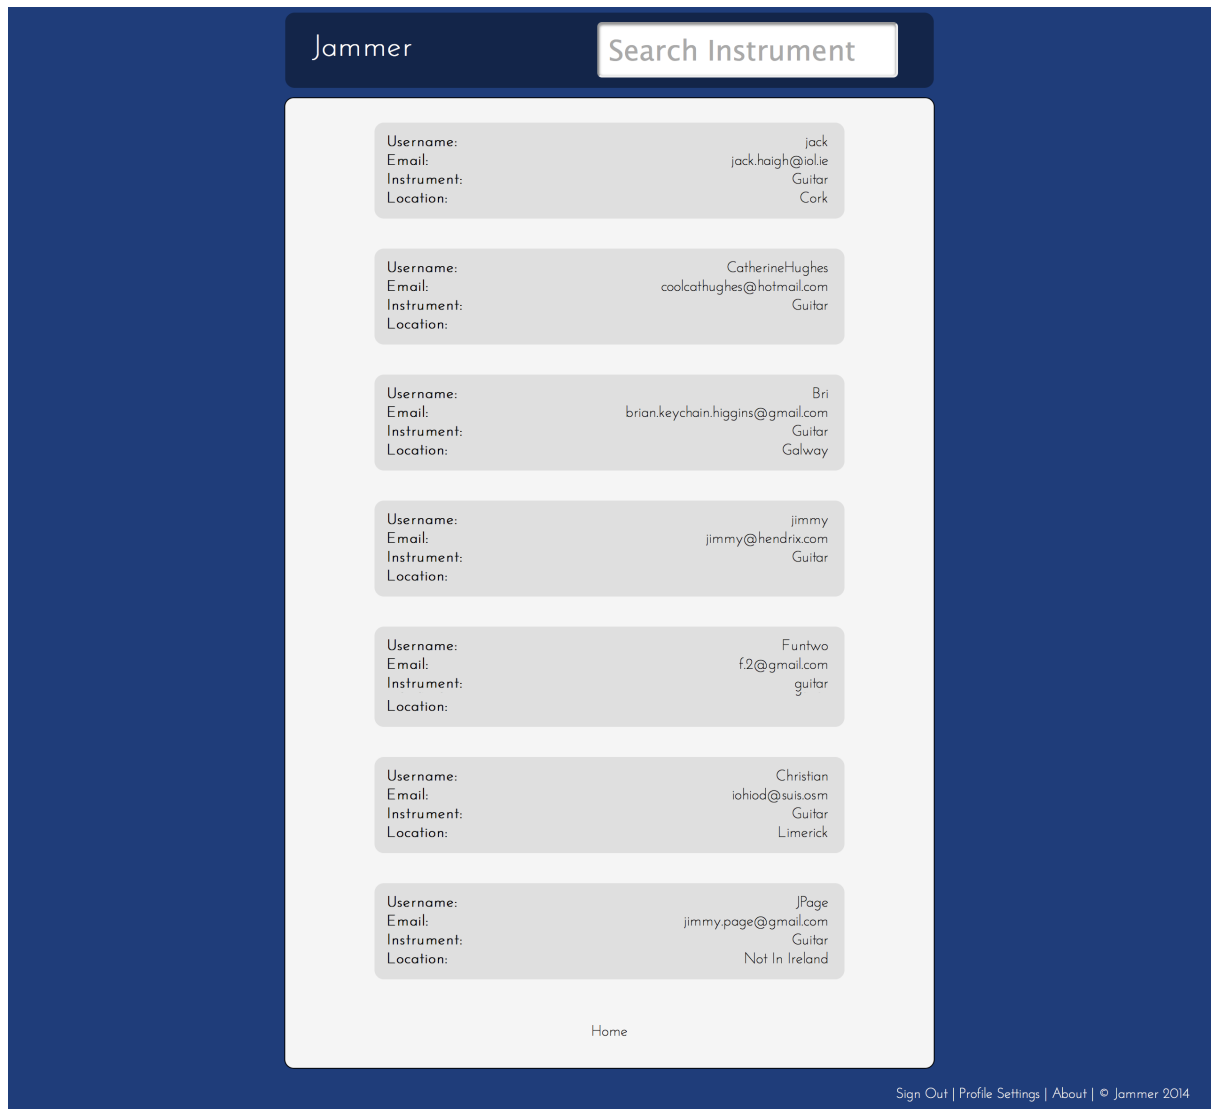 Jammer
Search Instrument
Username: jack
Email: jack.haigh@iol.ie
Instrument: Guitar
Location: Cork
Username: CatherineHughes
Email: coolcathughes@hotmail.com
Instrument: Guitar
Location:
Username: Bri
Email: brian.keychain.higgins@gmail.com
Instrument: Guitar
Location: Galway
Username: jimmy
Email: jimmy@hendrix.com
Instrument: Guitar
Location:
Username: Funtwo
Email: f.2@gmail.com
Instrument: guitar
Location:
Username: Christian
Email: iohiod@suis.osm
Instrument: Guitar
Location: Limerick
Username: JPage
Email: jimmy.page@gmail.com
Instrument: Guitar
Location: Not In Ireland
Home
Sign Out | Profile Settings | About | © Jammer 2014